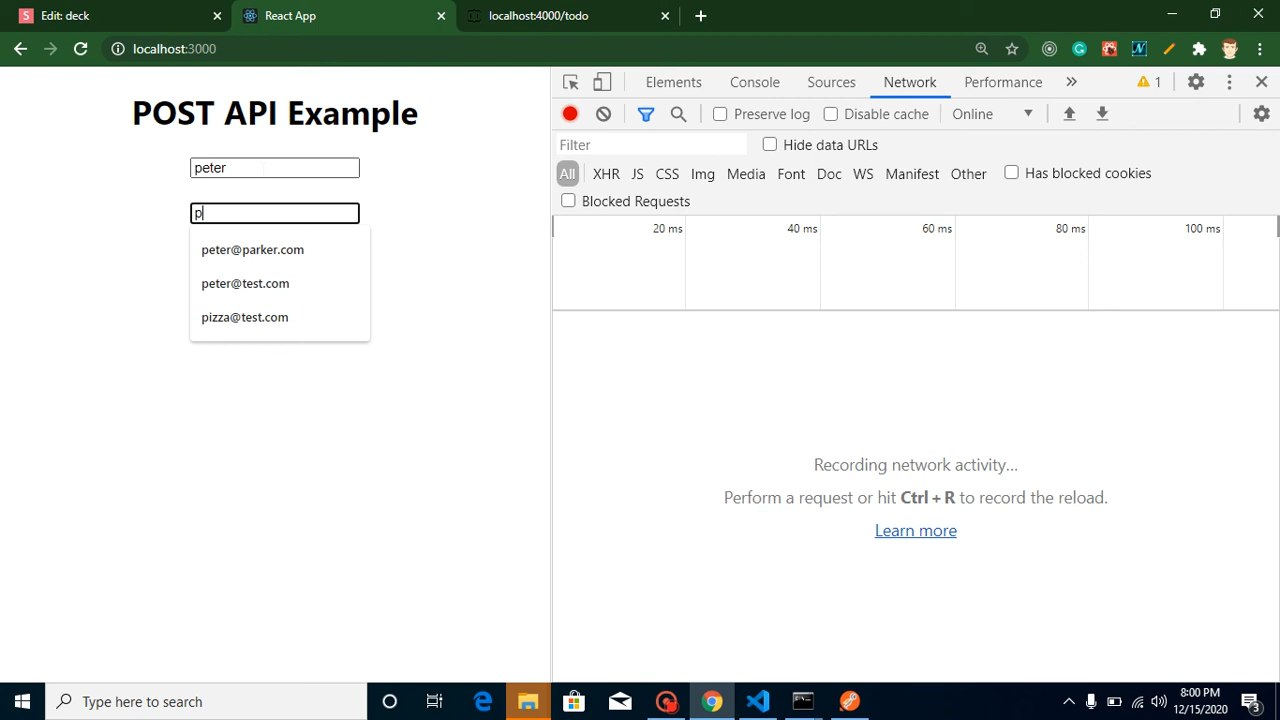 Edit: deck
React App
localhost:4000/todo
localhost:3000
POST API Example
peter
p
peter@parker.com
peter@test.com
pizza@test.com
Elements Console Sources Network Performance 1
Preserve log Disable cache Online
Filter Hide data URLs
All XHR JS CSS Img Media Font Doc WS Manifest Other Has blocked cookies
Blocked Requests
20 ms 40 ms 60 ms 80 ms 100 ms
Recording network activity…
Perform a request or hit Ctrl + R to record the reload.
Learn more
Type here to search
8:00 PM
12/15/2020
3